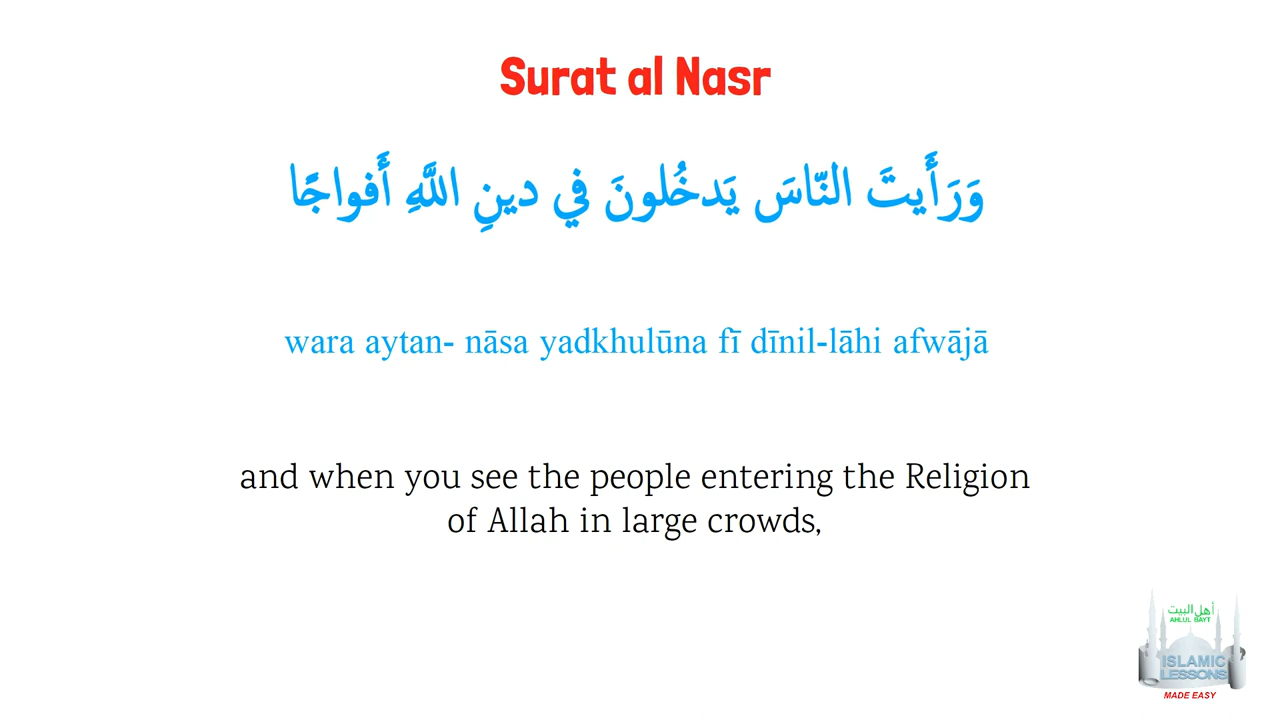 Surat al Nasr
وَرَأَيتَ النّاسَ يَدخُلونَ في دينِ اللَّهِ أَفواجًا
wara aytan- nāsa yadkhulūna fī dīnil-lāhi afwājā
and when you see the people entering the Religion
of Allah in large crowds,
أهل البيت
AHLUL BAYT
ISLAMIC
LESSONS
MADE EASY